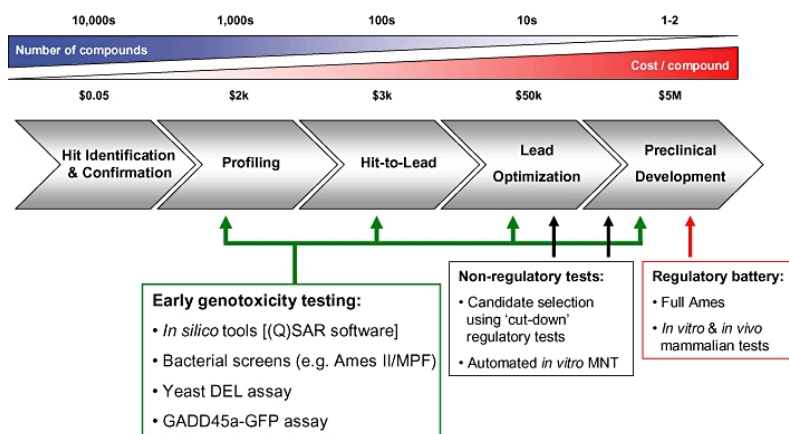 10,000s 1,000s 100s 10s 1-2
Number of compounds
Cost / compound
$0.05 $2k $3k $50k $5M
Hit Identification
& Confirmation
Profiling
Hit-to-Lead
Lead
Optimization
Preclinical
Development
Early genotoxicity testing:
• In silico tools [(Q)SAR software]
• Bacterial screens (e.g. Ames II/MPF)
• Yeast DEL assay
• GADD45a-GFP assay
Non-regulatory tests:
• Candidate selection
using ‘cut-down’
regulatory tests
• Automated in vitro MNT
Regulatory battery:
• Full Ames
• In vitro & in vivo
mammalian tests